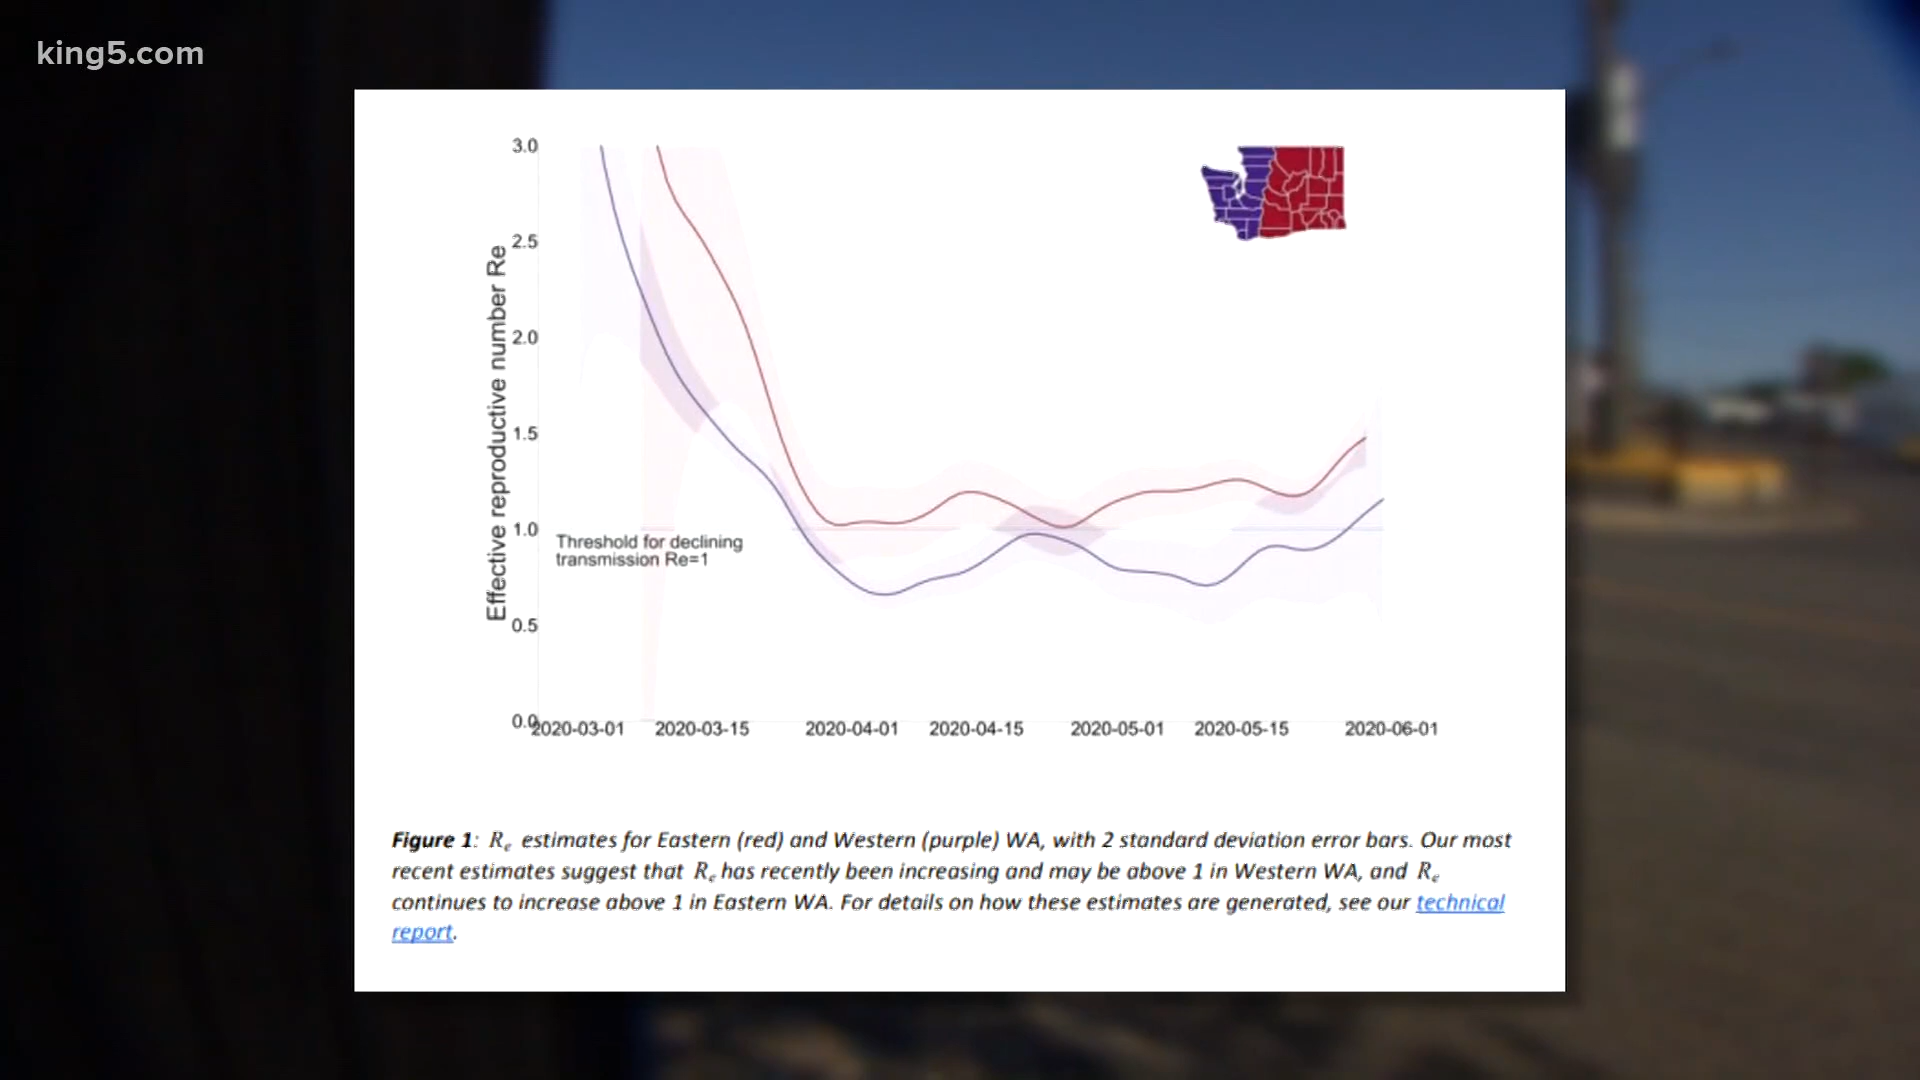 king5.com
3.0
2.5
2.0
1.5
1.0
0.5
0.0
Effective reproductive number Re
Threshold for declining
transmission Re=1
2020-03-01 2020-03-15 2020-04-01 2020-04-15 2020-05-01 2020-05-15 2020-06-01
Figure 1: Re estimates for Eastern (red) and Western (purple) WA, with 2 standard deviation error bars. Our most
recent estimates suggest that Re has recently been increasing and may be above 1 in Western WA, and Re
continues to increase above 1 in Eastern WA. For details on how these estimates are generated, see our technical
report.